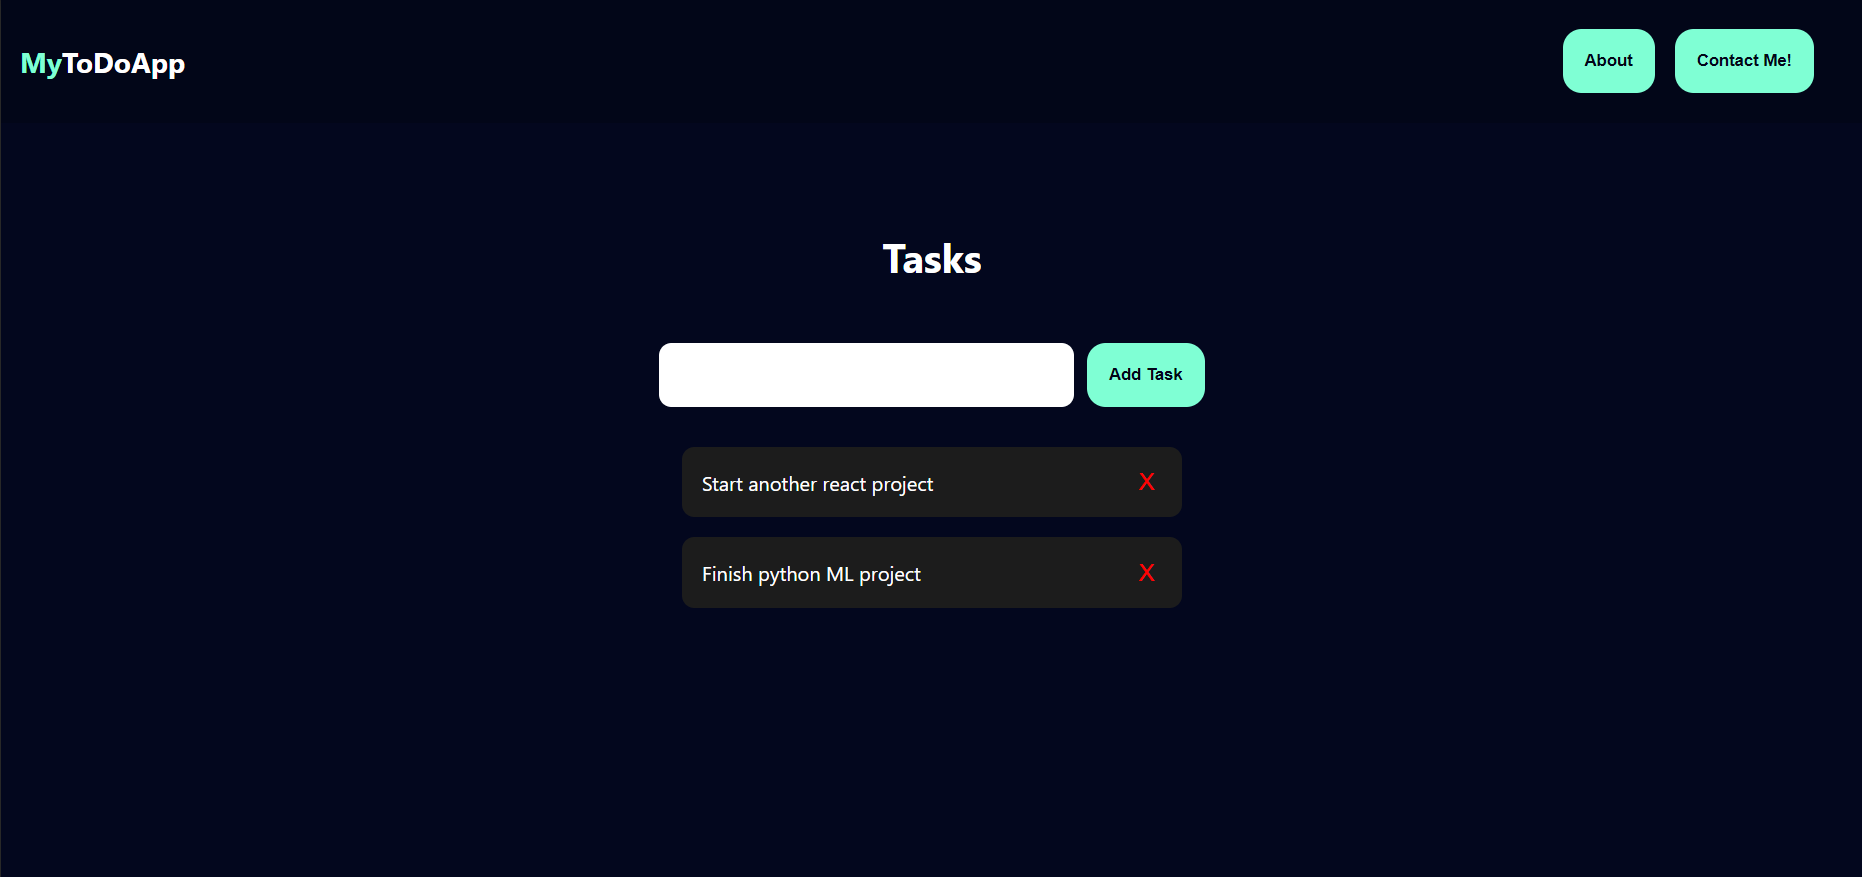 MyToDoApp
About
Contact Me!
Tasks
Add Task
Start another react project
X
Finish python ML project
X